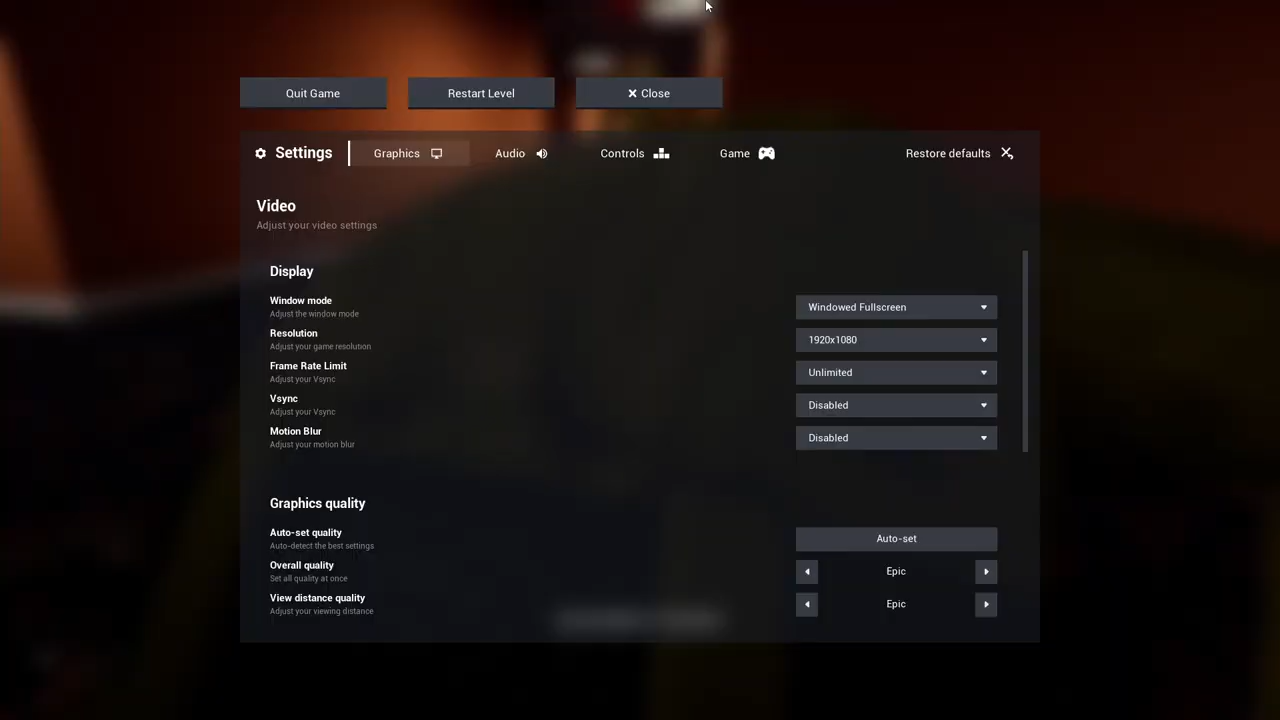 Quit Game
Restart Level
Close
Settings
Graphics
Audio
Controls
Game
Restore defaults
Video
Adjust your video settings
Display
Window mode
Windowed Fullscreen
Adjust the window mode
Resolution
1920x1080
Adjust your game resolution
Frame Rate Limit
Unlimited
Adjust your Vsync
Vsync
Disabled
Adjust your Vsync
Motion Blur
Disabled
Adjust your motion blur
Graphics quality
Auto-set quality
Auto-set
Auto-detect the best settings
Overall quality
Epic
Set all quality at once
View distance quality
Epic
Adjust your viewing distance